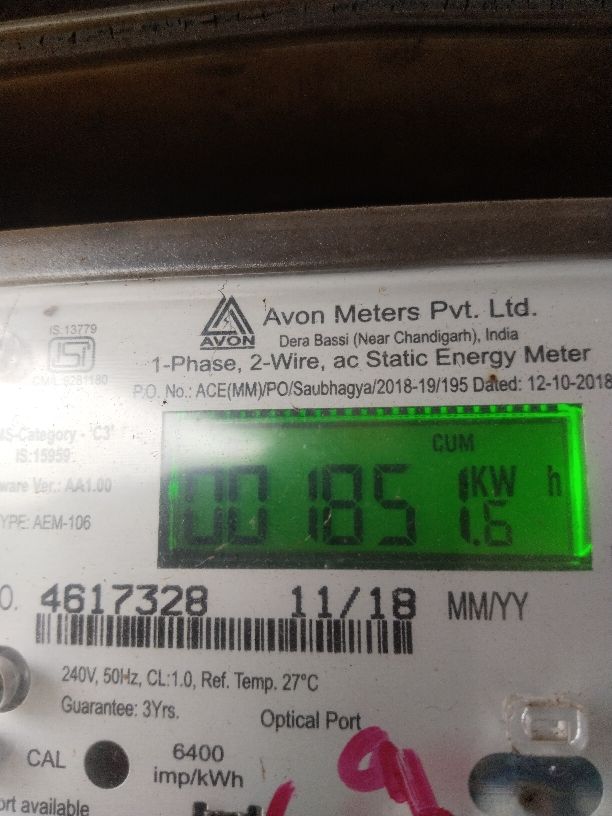 Avon Meters Pvt. Ltd.
AVON
Dera Bassi (Near Chandigarh), India
IS.13779
ISI
CM/L 9281180
1-Phase, 2-Wire, ac Static Energy Meter
P.O. No.: ACE(MM)/PO/Saubhagya/2018-19/195 Dated: 12-10-2018
MS-Category - 'C3'
IS:15959
ware Ver.: AA1.00
YPE: AEM-106
CUM
001851.6 KW h
O. 4617328 11/18 MM/YY
240V, 50Hz, CL:1.0, Ref. Temp. 27°C
Guarantee: 3Yrs.
Optical Port
CAL
6400
imp/kWh
ort available